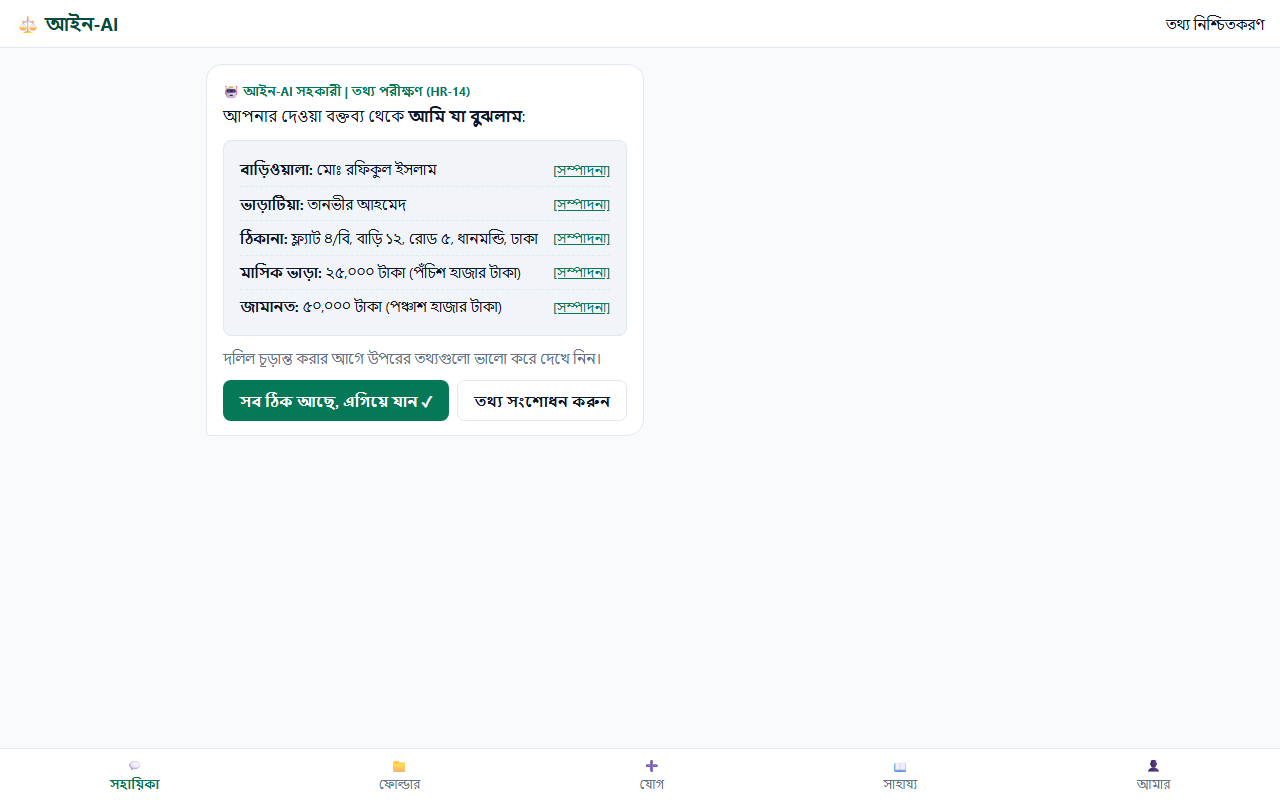 আইন-AI
তথ্য নিশ্চিতকরণ
আইন-AI সহকারী | তথ্য পরীক্ষণ (HR-14)
আপনার দেওয়া বক্তব্য থেকে আমি যা বুঝলাম:
বাড়িওয়ালা: মোঃ রফিকুল ইসলাম [সম্পাদনা]
ভাড়াটিয়া: তানভীর আহমেদ [সম্পাদনা]
ঠিকানা: ফ্ল্যাট ৪/বি, বাড়ি ১২, রোড ৫, ধানমন্ডি, ঢাকা [সম্পাদনা]
মাসিক ভাড়া: ২৫,০০০ টাকা (পঁচিশ হাজার টাকা) [সম্পাদনা]
জামানত: ৫০,০০০ টাকা (পঞ্চাশ হাজার টাকা) [সম্পাদনা]
দলিল চূড়ান্ত করার আগে উপরের তথ্যগুলো ভালো করে দেখে নিন।
সব ঠিক আছে, এগিয়ে যান ✓ তথ্য সংশোধন করুন
সহায়িকা ফোল্ডার যোগ সাহায্য আমার